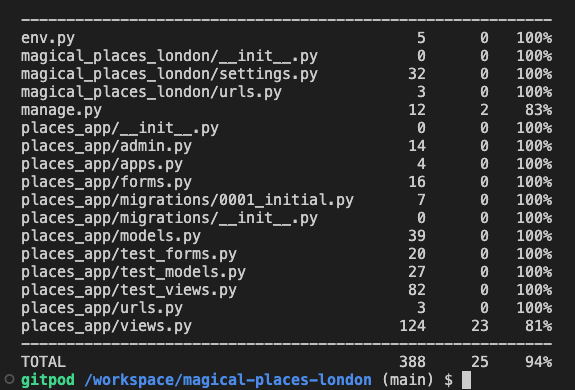 env.py 5 0 100%
magical_places_london/__init__.py 0 0 100%
magical_places_london/settings.py 32 0 100%
magical_places_london/urls.py 3 0 100%
manage.py 12 2 83%
places_app/__init__.py 0 0 100%
places_app/admin.py 14 0 100%
places_app/apps.py 4 0 100%
places_app/forms.py 16 0 100%
places_app/migrations/0001_initial.py 7 0 100%
places_app/migrations/__init__.py 0 0 100%
places_app/models.py 39 0 100%
places_app/test_forms.py 20 0 100%
places_app/test_models.py 27 0 100%
places_app/test_views.py 82 0 100%
places_app/urls.py 3 0 100%
places_app/views.py 124 23 81%
TOTAL 388 25 94%
gitpod /workspace/magical-places-london (main) $